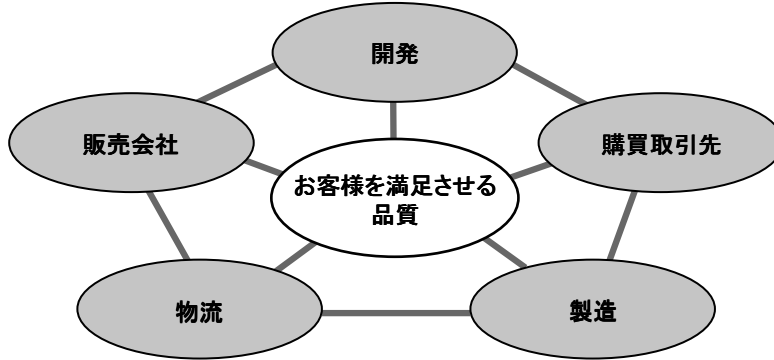 開発
販売会社
購買取引先
お客様を満足させる
品質
物流
製造